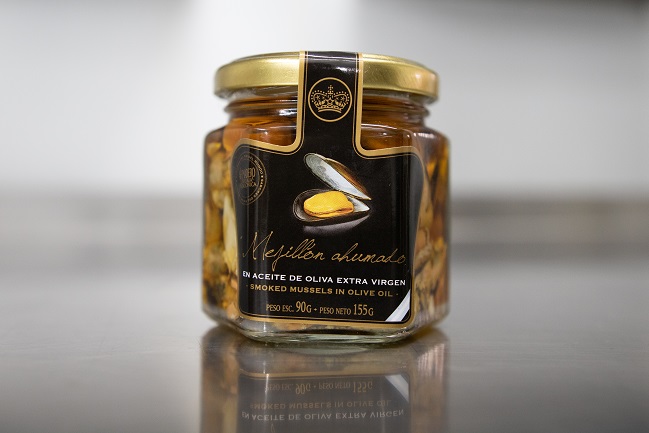 Mejillón ahumado
EN ACEITE DE OLIVA EXTRA VIRGEN
- SMOKED MUSSELS IN OLIVE OIL -
PESO ESC. 90G • PESO NETO 155G